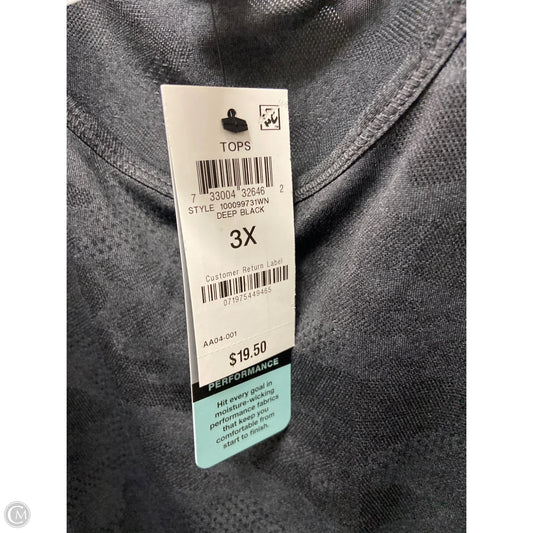 TOPS
7 33004 32646 2
STYLE 100099731WN
DEEP BLACK
3X
Customer Return Label
071975449465
AA04-001
$19.50
PERFORMANCE
Hit every goal in
moisture-wicking
performance fabrics
that keep you
comfortable from
start to finish.
CM